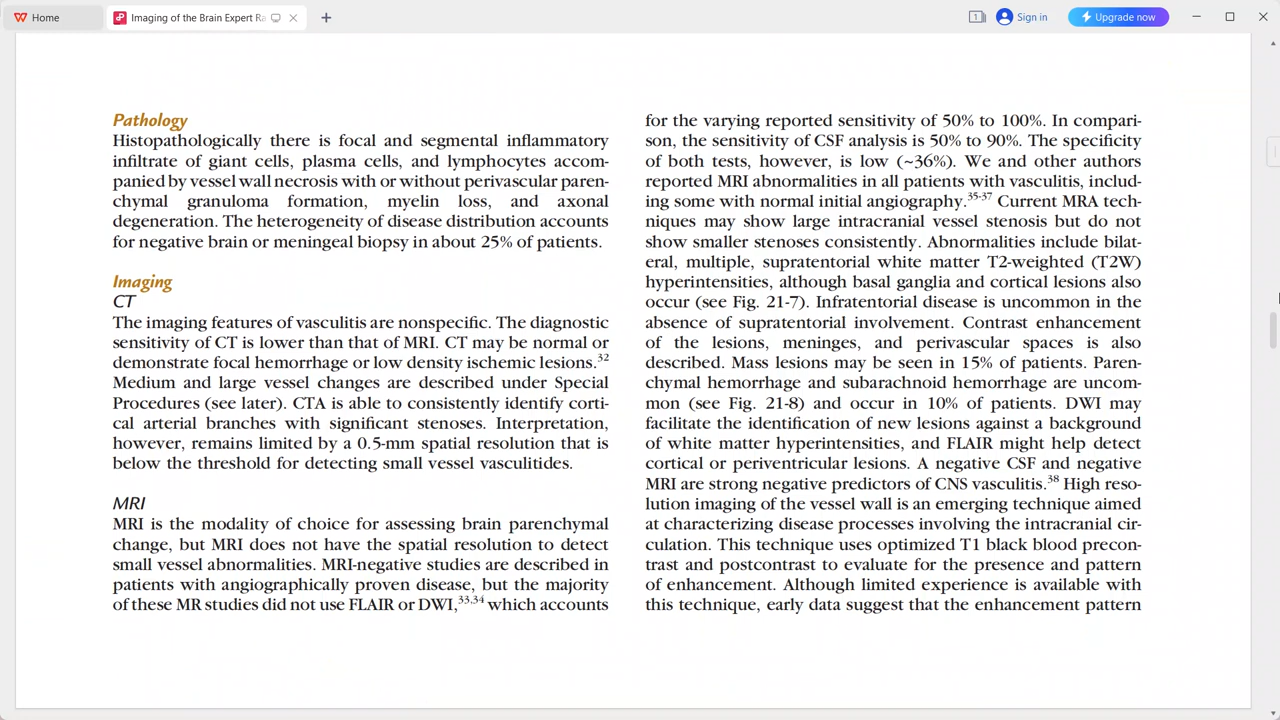 Home
Imaging of the Brain Expert Ra
1
Sign in
Upgrade now
Pathology
Histopathologically there is focal and segmental inflammatory
infiltrate of giant cells, plasma cells, and lymphocytes accom-
panied by vessel wall necrosis with or without perivascular paren-
chymal granuloma formation, myelin loss, and axonal
degeneration. The heterogeneity of disease distribution accounts
for negative brain or meningeal biopsy in about 25% of patients.
Imaging
CT
The imaging features of vasculitis are nonspecific. The diagnostic
sensitivity of CT is lower than that of MRI. CT may be normal or
demonstrate focal hemorrhage or low density ischemic lesions.32
Medium and large vessel changes are described under Special
Procedures (see later). CTA is able to consistently identify corti-
cal arterial branches with significant stenoses. Interpretation,
however, remains limited by a 0.5-mm spatial resolution that is
below the threshold for detecting small vessel vasculitides.
MRI
MRI is the modality of choice for assessing brain parenchymal
change, but MRI does not have the spatial resolution to detect
small vessel abnormalities. MRI-negative studies are described in
patients with angiographically proven disease, but the majority
of these MR studies did not use FLAIR or DWI,33,34 which accounts
for the varying reported sensitivity of 50% to 100%. In compari-
son, the sensitivity of CSF analysis is 50% to 90%. The specificity
of both tests, however, is low (~36%). We and other authors
reported MRI abnormalities in all patients with vasculitis, includ-
ing some with normal initial angiography.35-37 Current MRA tech-
niques may show large intracranial vessel stenosis but do not
show smaller stenoses consistently. Abnormalities include bilat-
eral, multiple, supratentorial white matter T2-weighted (T2W)
hyperintensities, although basal ganglia and cortical lesions also
occur (see Fig. 21-7). Infratentorial disease is uncommon in the
absence of supratentorial involvement. Contrast enhancement
of the lesions, meninges, and perivascular spaces is also
described. Mass lesions may be seen in 15% of patients. Paren-
chymal hemorrhage and subarachnoid hemorrhage are uncom-
mon (see Fig. 21-8) and occur in 10% of patients. DWI may
facilitate the identification of new lesions against a background
of white matter hyperintensities, and FLAIR might help detect
cortical or periventricular lesions. A negative CSF and negative
MRI are strong negative predictors of CNS vasculitis.38 High reso-
lution imaging of the vessel wall is an emerging technique aimed
at characterizing disease processes involving the intracranial cir-
culation. This technique uses optimized T1 black blood precon-
trast and postcontrast to evaluate for the presence and pattern
of enhancement. Although limited experience is available with
this technique, early data suggest that the enhancement pattern